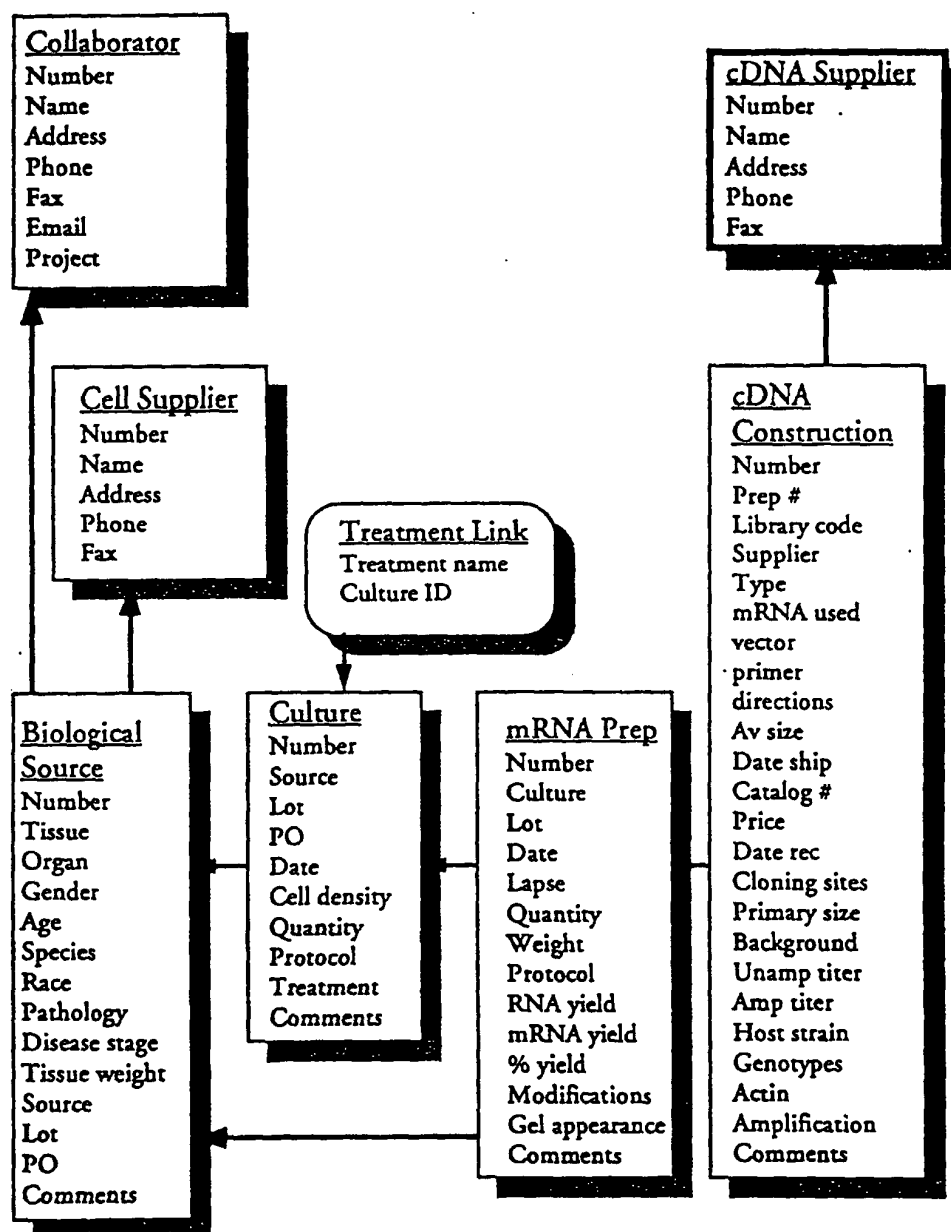 Collaborator
Number
Name
Address
Phone
Fax
Email
Project
cDNA Supplier
Number
Name
Address
Phone
Fax
Cell Supplier
Number
Name
Address
Phone
Fax
Treatment Link
Treatment name
Culture ID
Biological
Source
Number
Tissue
Organ
Gender
Age
Species
Race
Pathology
Disease stage
Tissue weight
Source
Lot
PO
Comments
Culture
Number
Source
Lot
PO
Date
Cell density
Quantity
Protocol
Treatment
Comments
mRNA Prep
Number
Culture
Lot
Date
Lapse
Quantity
Weight
Protocol
RNA yield
mRNA yield
% yield
Modifications
Gel appearance
Comments
cDNA
Construction
Number
Prep #
Library code
Supplier
Type
mRNA used
vector
primer
directions
Av size
Date ship
Catalog #
Price
Date rec
Cloning sites
Primary size
Background
Unamp titer
Amp titer
Host strain
Genotypes
Actin
Amplification
Comments